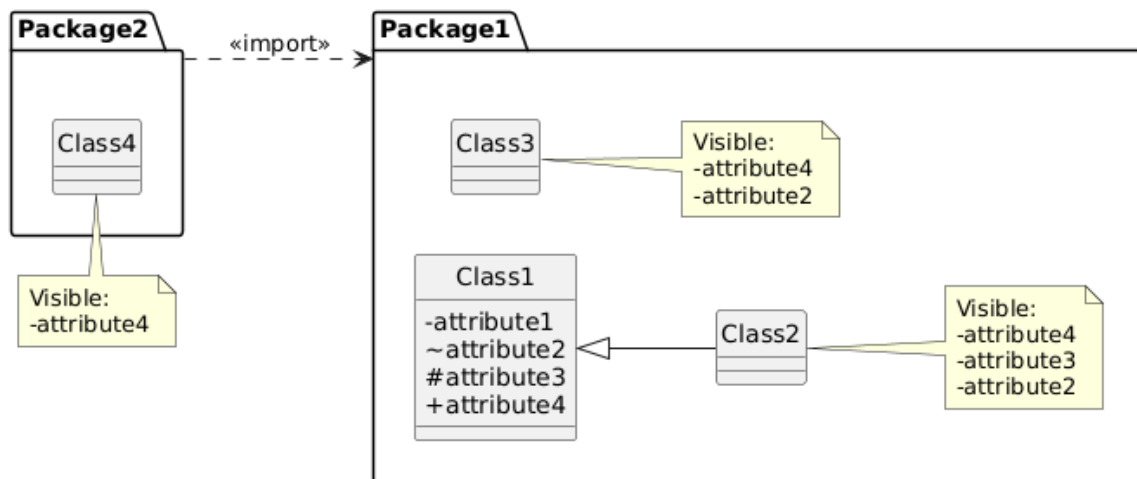 Package2
«import»
Package1
Class4
Visible:
-attribute4
Class3
Visible:
-attribute4
-attribute2
Class1
-attribute1
~attribute2
#attribute3
+attribute4
Class2
Visible:
-attribute4
-attribute3
-attribute2